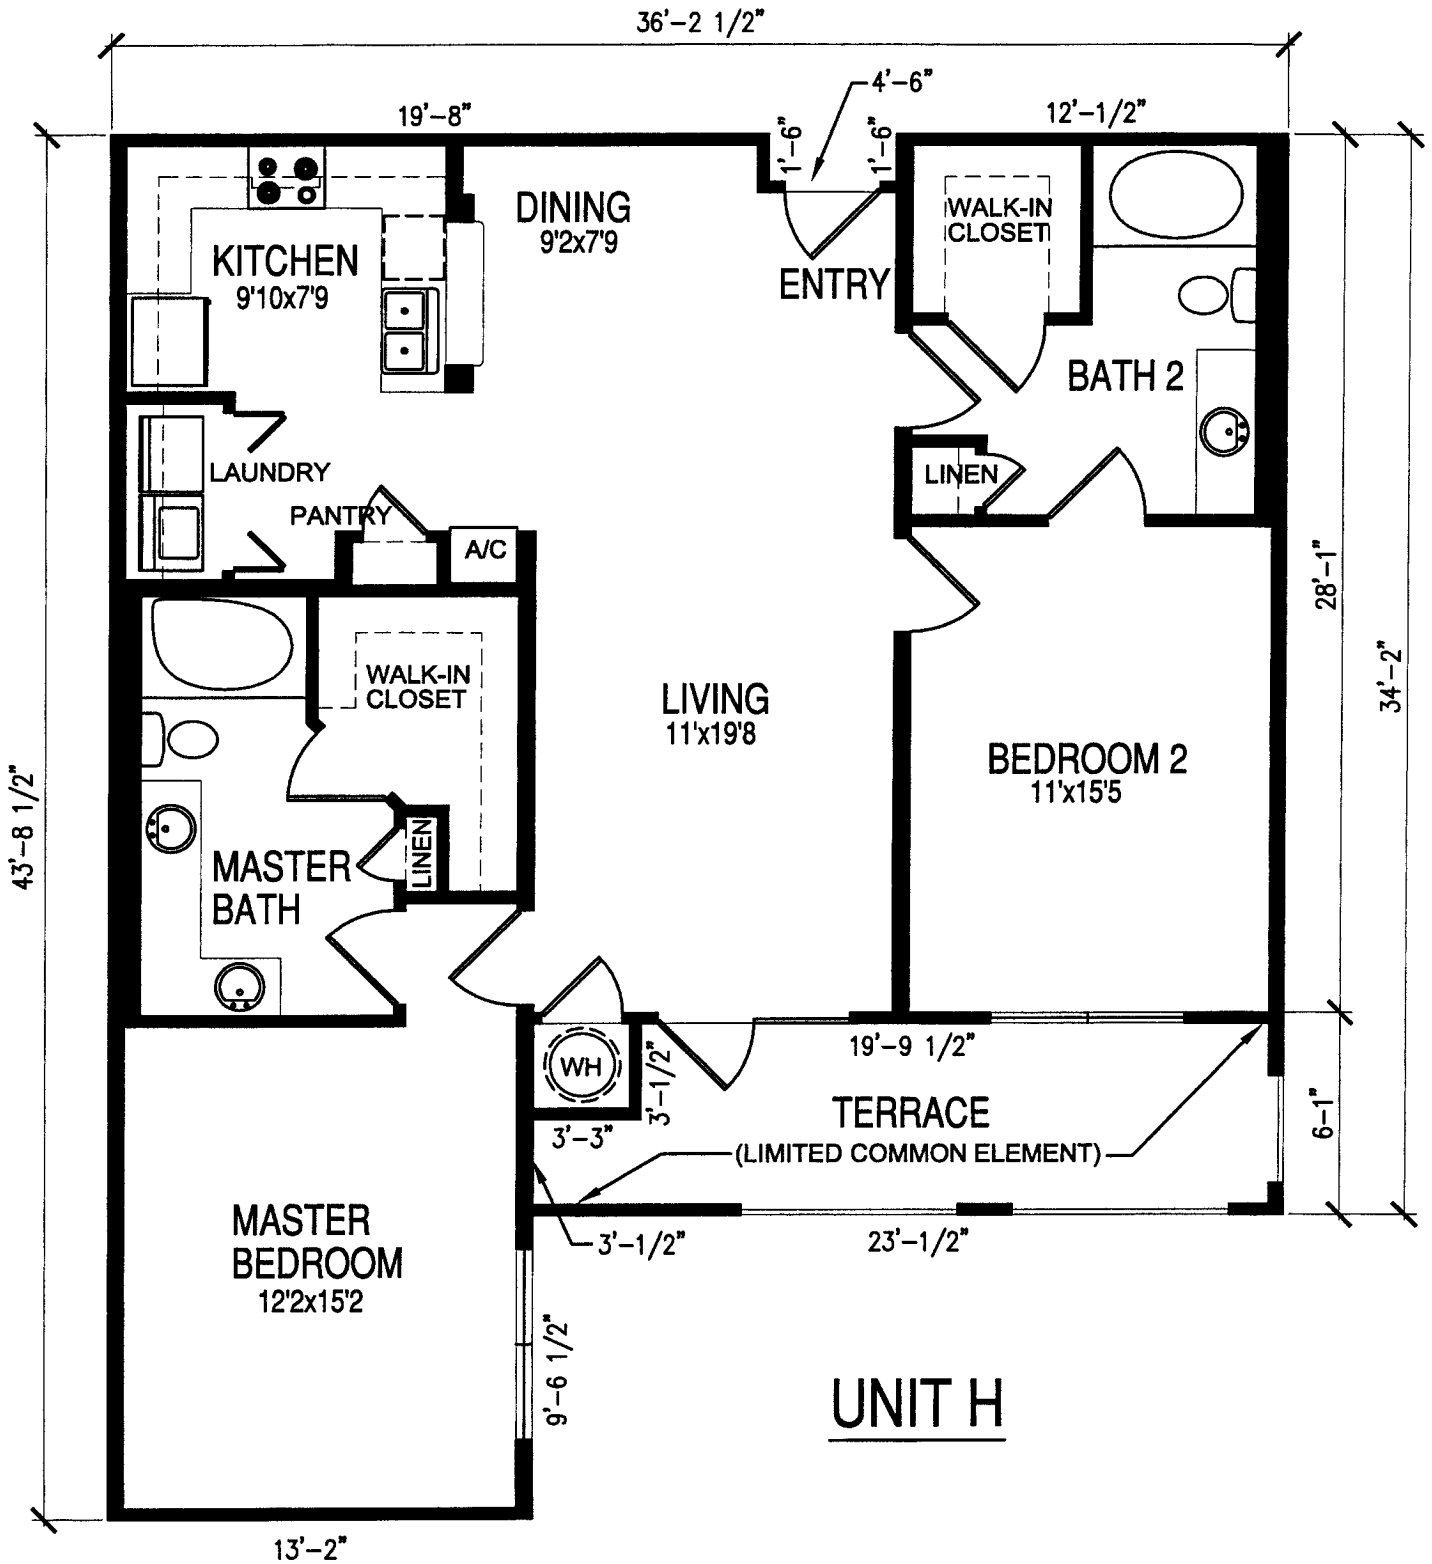 36'-2 1/2"
4'-6"
19'-8"
12'-1/2"
1'-6"
1'-6"
DINING
9'2x7'9
WALK-IN
CLOSET
KITCHEN
9'10x7'9
ENTRY
BATH 2
LAUNDRY
LINEN
PANTRY
A/C
28'-1"
34'-2"
WALK-IN
CLOSET
LIVING
11'x19'8
BEDROOM 2
11'x15'5
43'-8 1/2"
LINEN
MASTER
BATH
19'-9 1/2"
WH
3'-1/2"
TERRACE
(LIMITED COMMON ELEMENT)
6'-1"
3'-3"
MASTER
BEDROOM
12'2x15'2
3'-1/2"
23'-1/2"
9'-6 1/2"
UNIT H
13'-2"